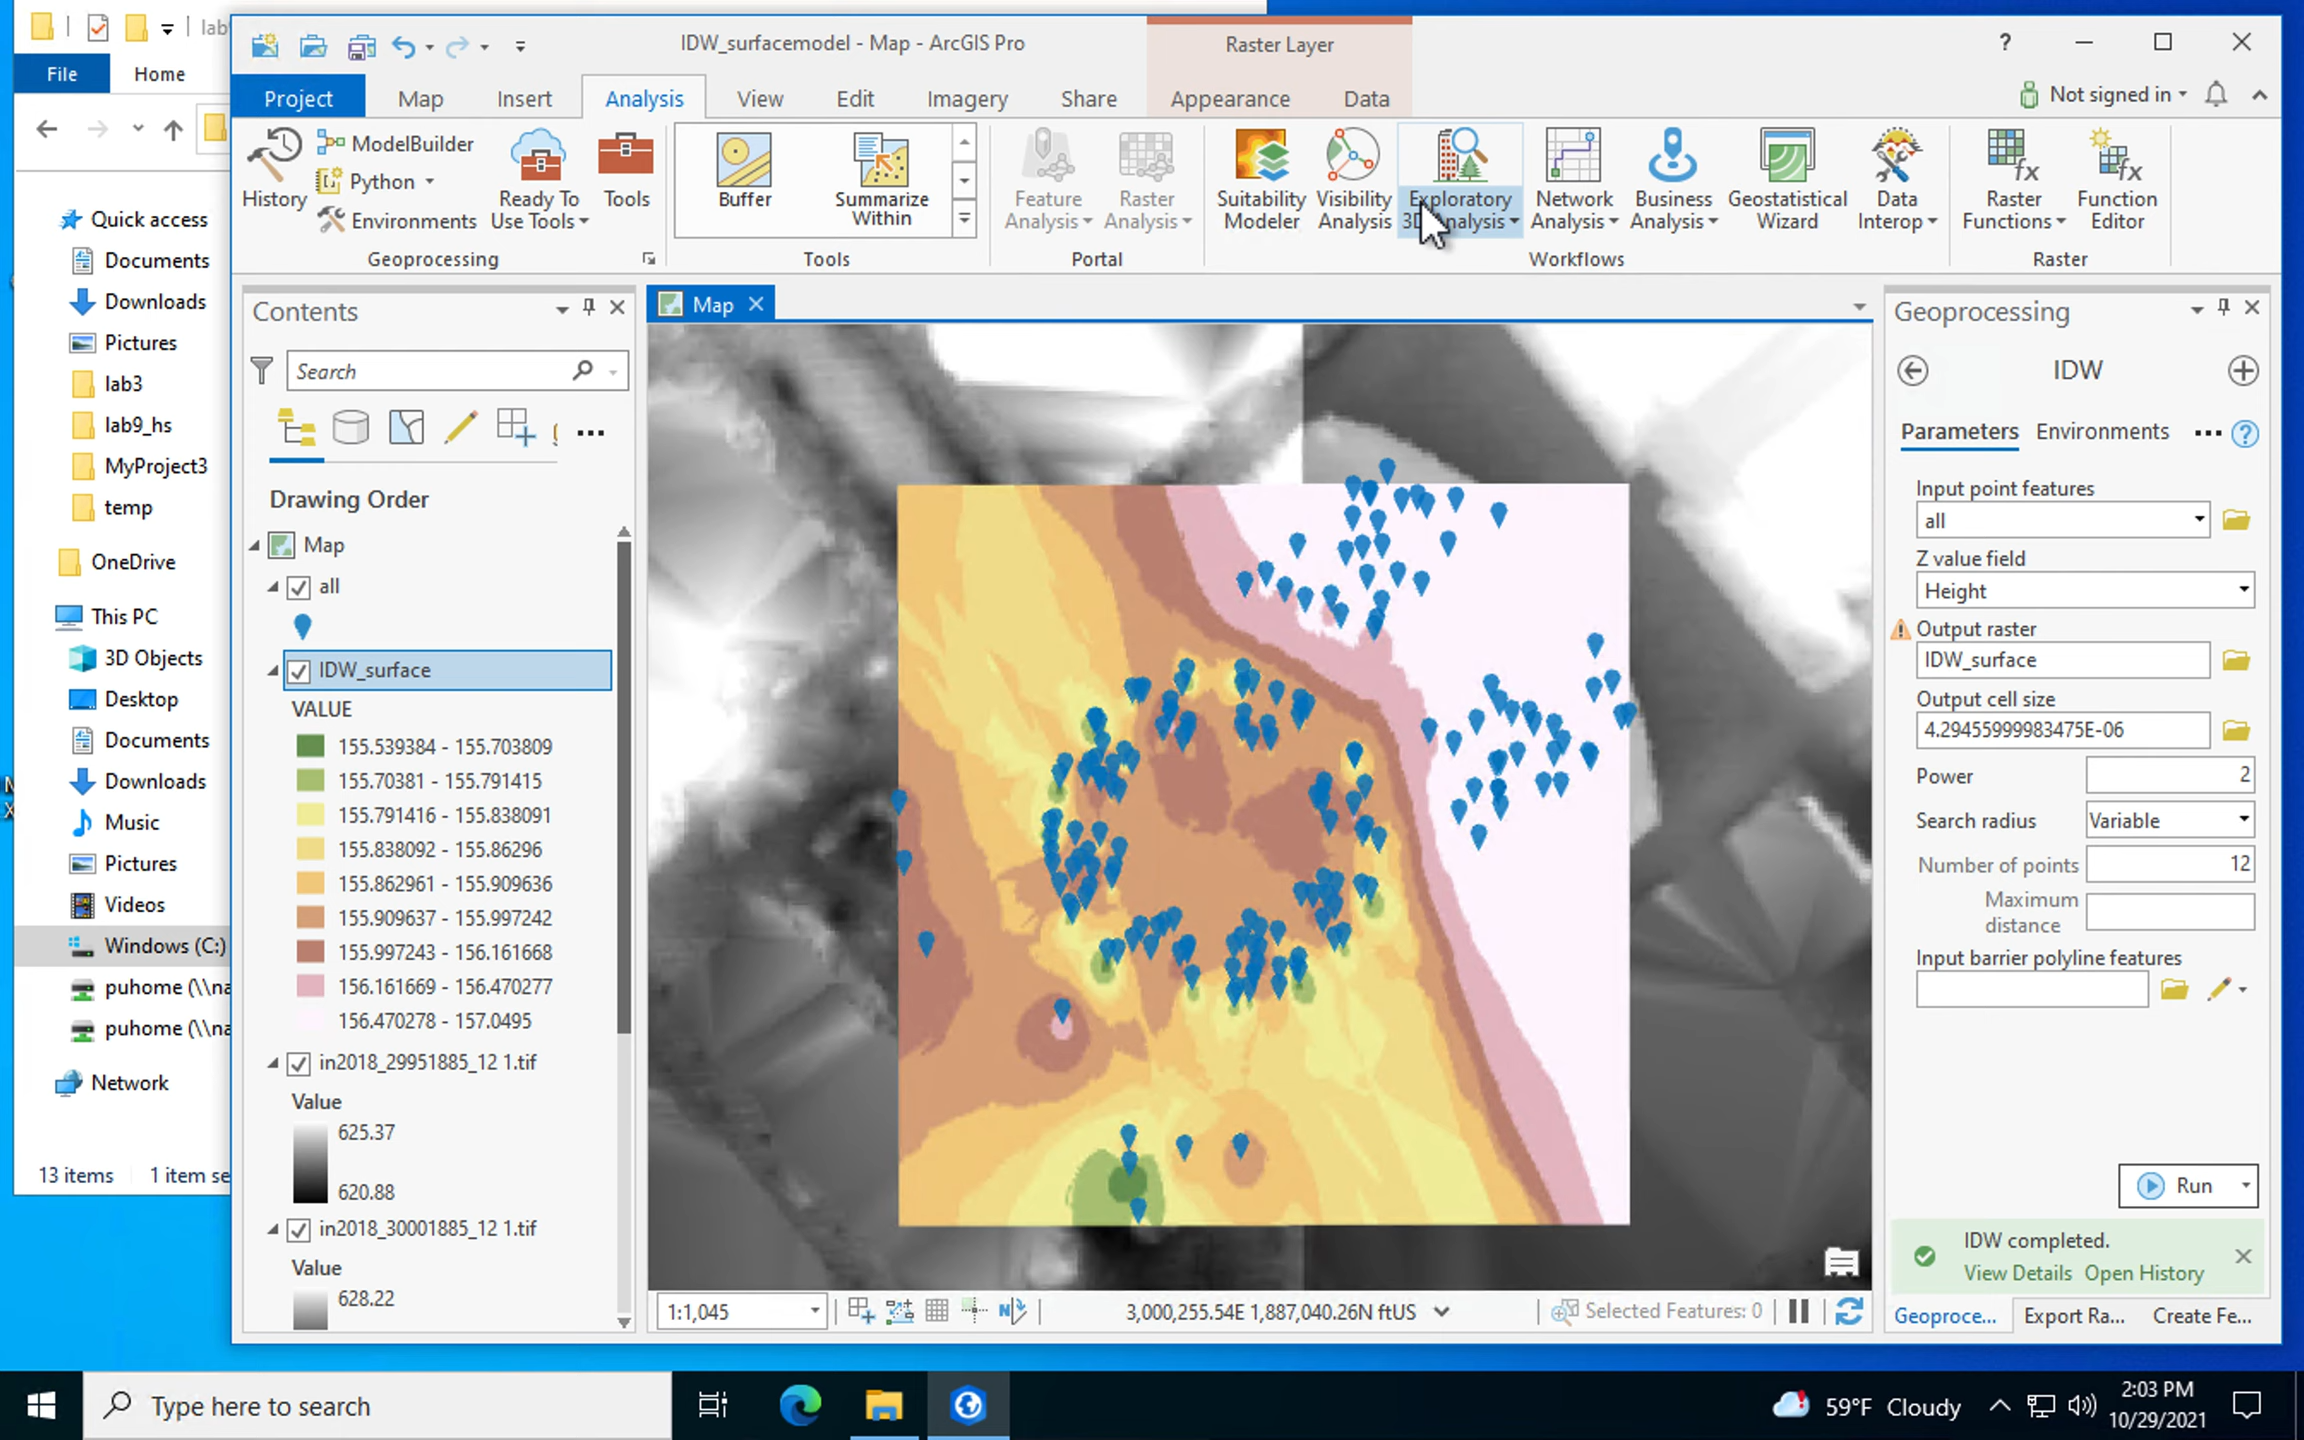 lab
File
Home
Quick access
Documents
Downloads
Pictures
lab3
lab9_hs
MyProject3
temp
OneDrive
This PC
3D Objects
Desktop
Documents
Downloads
Music
Pictures
Videos
Windows (C:)
puhome (\\na
puhome (\\na
Network
13 items
1 item se
IDW_surfacemodel - Map - ArcGIS Pro
Raster Layer
?
Project
Map
Insert
Analysis
View
Edit
Imagery
Share
Appearance
Data
Not signed in
History
ModelBuilder
Python
Environments
Ready To
Use Tools
Tools
Geoprocessing
Buffer
Summarize
Within
Tools
Feature
Analysis
Raster
Analysis
Portal
Suitability
Modeler
Visibility
Analysis
Exploratory
Network
Analysis
Business
Analysis
Geostatistical
Wizard
Data
Interop
Workflows
Raster
Functions
Function
Editor
Raster
Contents
Search
Drawing Order
Map
all
IDW_surface
VALUE
155.539384 - 155.703809
155.70381 - 155.791415
155.791416 - 155.838091
155.838092 - 155.86296
155.862961 - 155.909636
155.909637 - 155.997242
155.997243 - 156.161668
156.161669 - 156.470277
156.470278 - 157.0495
in2018_29951885_12 1.tif
Value
625.37
620.88
in2018_30001885_12 1.tif
Value
628.22
Map
1:1,045
3,000,255.54E 1,887,040.26N ftUS
Selected Features: 0
Geoprocessing
IDW
Parameters
Environments
?
Input point features
all
Z value field
Height
Output raster
IDW_surface
Output cell size
4.29455999983475E-06
Power
2
Search radius
Variable
Number of points
12
Maximum
distance
Input barrier polyline features
Run
IDW completed.
View Details Open History
Geoproce...
Export Ra...
Create Fe...
Type here to search
59°F Cloudy
2:03 PM
10/29/2021